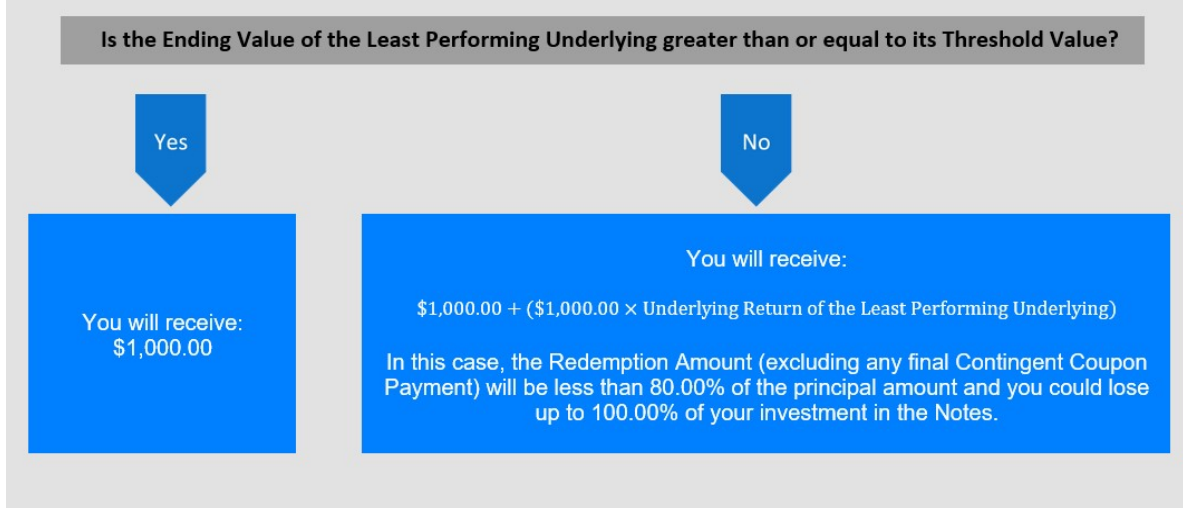 Is the Ending Value of the Least Performing Underlying greater than or equal to its Threshold Value?
Yes
No
You will receive:
$1,000.00
You will receive:
$1,000.00 + ($1,000.00 × Underlying Return of the Least Performing Underlying)
In this case, the Redemption Amount (excluding any final Contingent Coupon
Payment) will be less than 80.00% of the principal amount and you could lose
up to 100.00% of your investment in the Notes.